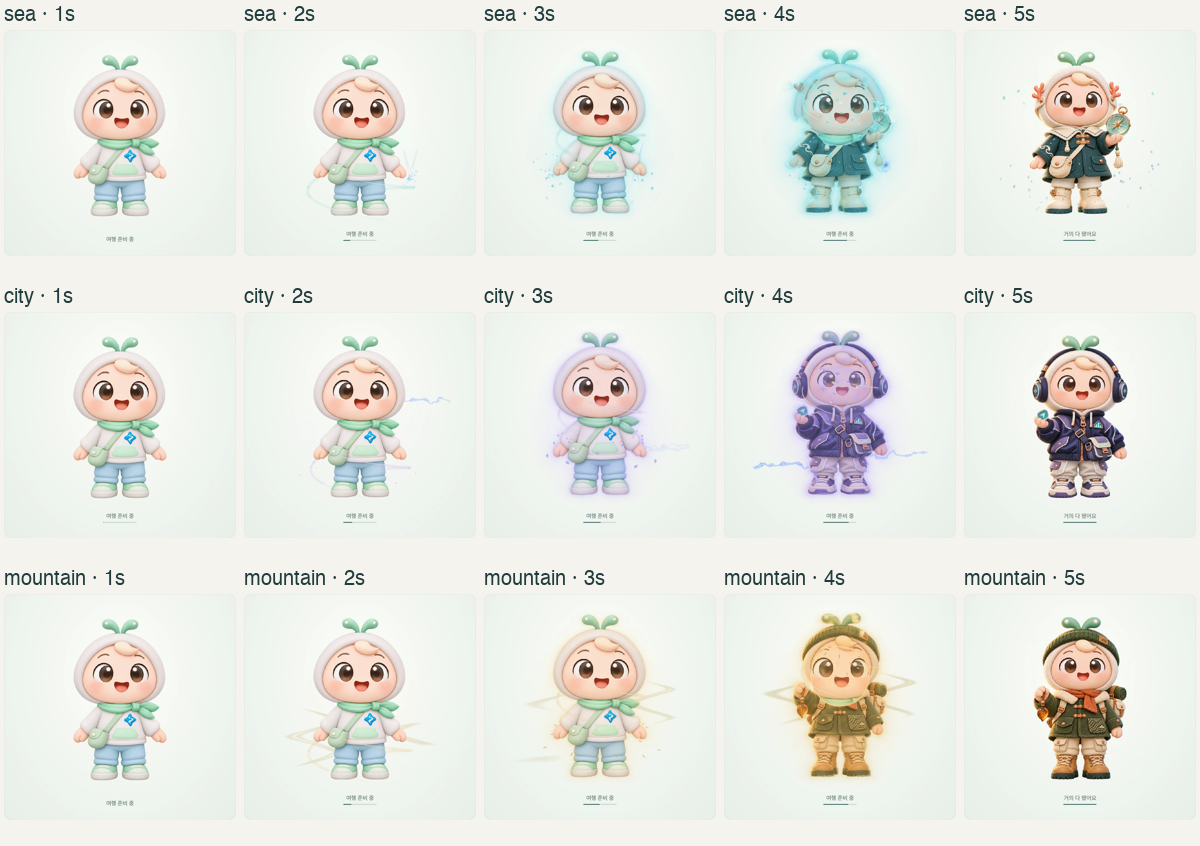 sea · 1s
sea · 2s
sea · 3s
sea · 4s
sea · 5s
여행 준비 중
여행 준비 중
여행 준비 중
여행 준비 중
거의 다 됐어요
city · 1s
city · 2s
city · 3s
city · 4s
city · 5s
여행 준비 중
여행 준비 중
여행 준비 중
여행 준비 중
거의 다 됐어요
mountain · 1s
mountain · 2s
mountain · 3s
mountain · 4s
mountain · 5s
여행 준비 중
여행 준비 중
여행 준비 중
여행 준비 중
거의 다 됐어요